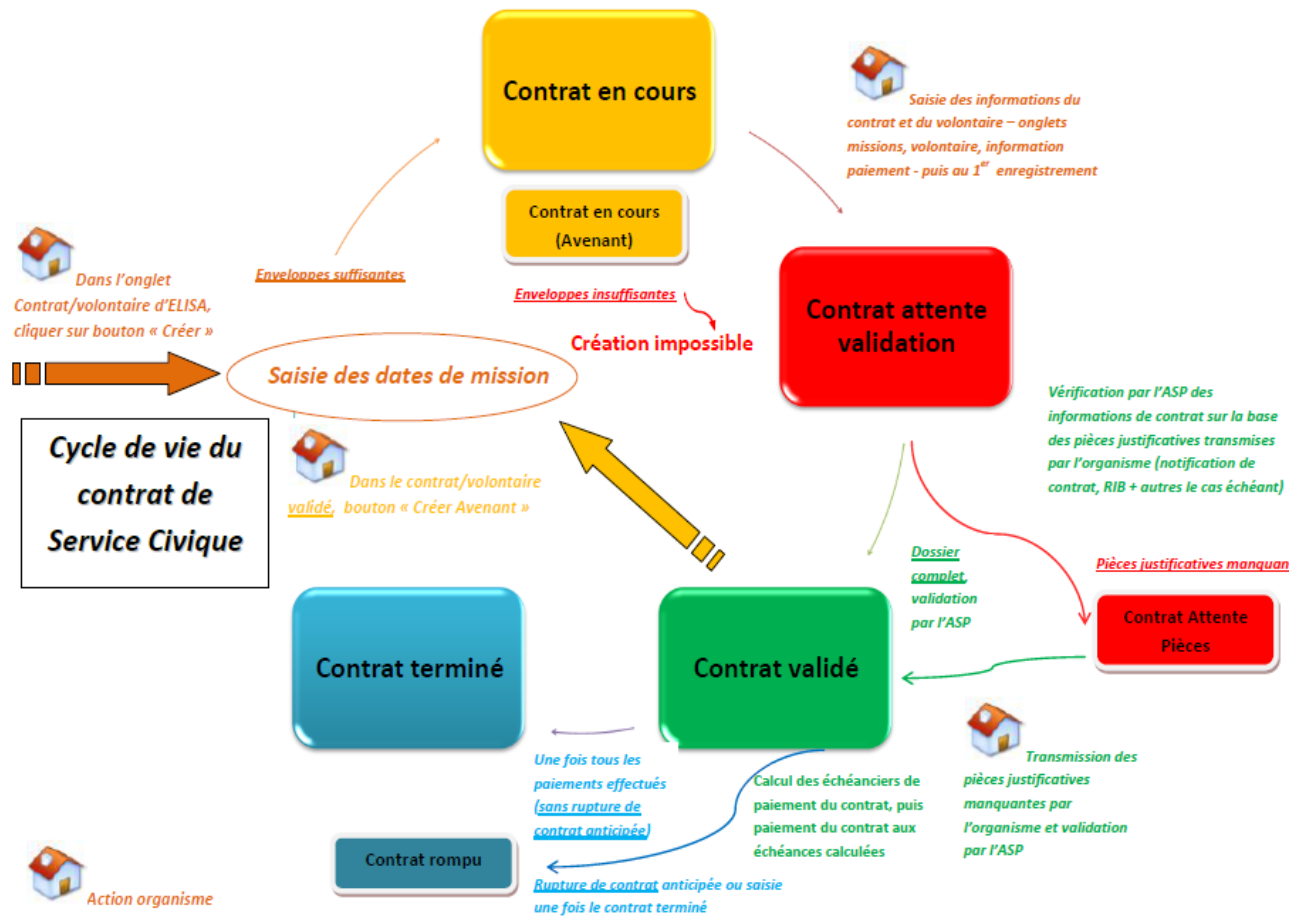 Contrat en cours
Saisie des informations du
contrat et du volontaire – onglets
missions, volontaire, information
paiement - puis au 1er enregistrement
Contrat en cours
(Avenant)
Dans l'onglet
Contrat/volontaire d'ELISA,
cliquer sur bouton « Créer »
Enveloppes suffisantes
Enveloppes insuffisantes
Création impossible
Contrat attente
validation
Saisie des dates de mission
Vérification par l'ASP des
informations de contrat sur la base
des pièces justificatives transmises
par l'organisme (notification de
contrat, RIB + autres le cas échéant)
Cycle de vie du
contrat de
Service Civique
Dans le contrat/volontaire
validé, bouton « Créer Avenant »
Dossier
complet,
validation
par l'ASP
Pièces justificatives manquan
Contrat Attente
Pièces
Contrat terminé
Contrat validé
Une fois tous les
paiements effectués
(sans rupture de
contrat anticipée)
Calcul des échéanciers de
paiement du contrat, puis
paiement du contrat aux
échéances calculées
Transmission des
pièces justificatives
manquantes par
l'organisme et validation
par l'ASP
Contrat rompu
Rupture de contrat anticipée ou saisie
une fois le contrat terminé
Action organisme